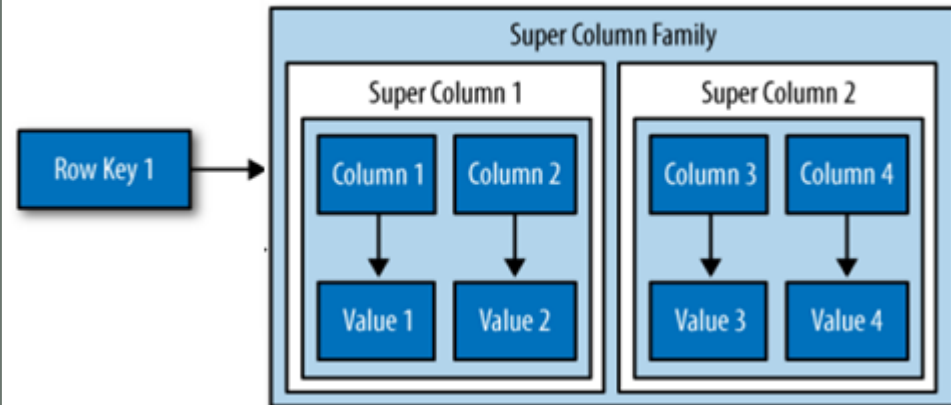 Super Column Family
Super Column 1
Super Column 2
Row Key 1
Column 1
Column 2
Column 3
Column 4
Value 1
Value 2
Value 3
Value 4